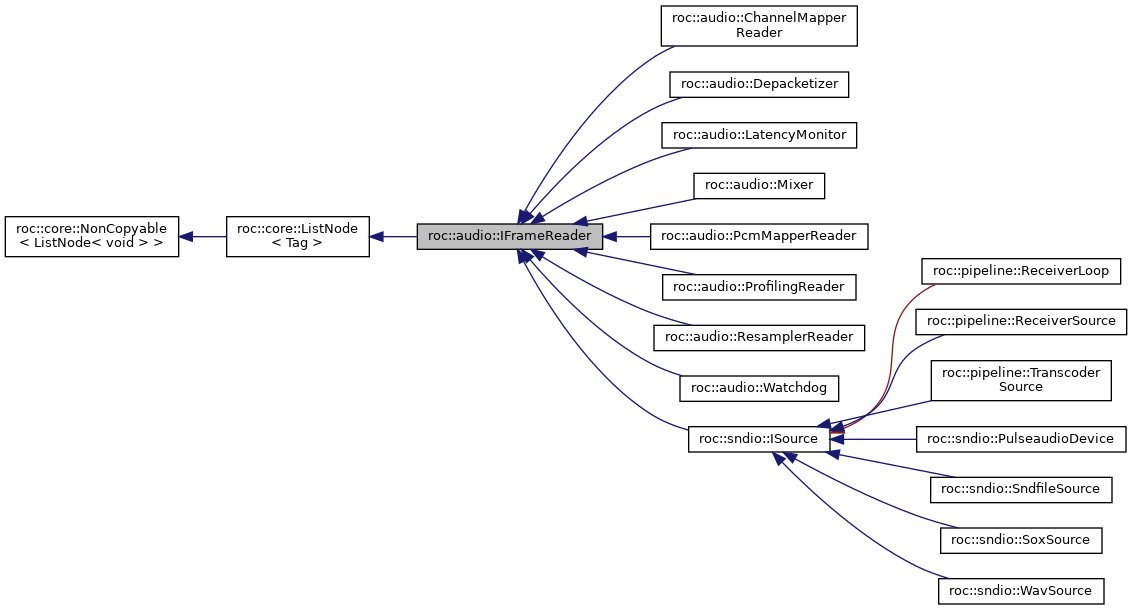 roc::core::NonCopyable
< ListNode< void > >
roc::core::ListNode
< Tag >
roc::audio::IFrameReader
roc::audio::ChannelMapper
Reader
roc::audio::Depacketizer
roc::audio::LatencyMonitor
roc::audio::Mixer
roc::audio::PcmMapperReader
roc::audio::ProfilingReader
roc::audio::ResamplerReader
roc::audio::Watchdog
roc::sndio::ISource
roc::pipeline::ReceiverLoop
roc::pipeline::ReceiverSource
roc::pipeline::Transcoder
Source
roc::sndio::PulseaudioDevice
roc::sndio::SndfileSource
roc::sndio::SoxSource
roc::sndio::WavSource